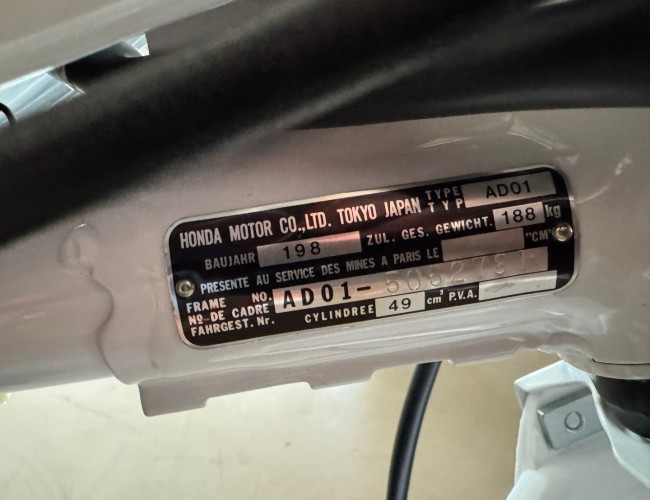 HONDA MOTOR CO.,LTD. TOKYO JAPAN TYPE TYP AD01
BAUJAHR 198 ZUL. GES. GEWICHT. 188 kg
PRESENTE AU SERVICE DES MINES A PARIS LE "CM"
FRAME NO.
Nº-DE CADRE AD01-
FAHRGEST. Nr. CYLINDREE 49 cm³ P.V.A.